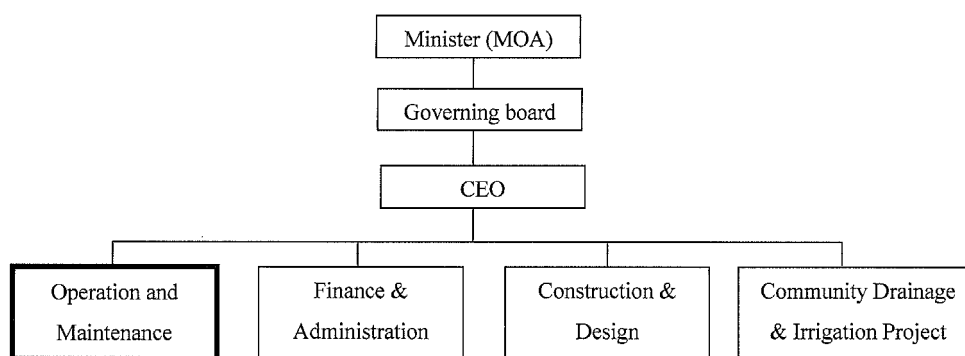 Minister (MOA)
Governing board
CEO
Operation and
Maintenance
Finance &
Administration
Construction &
Design
Community Drainage
& Irrigation Project